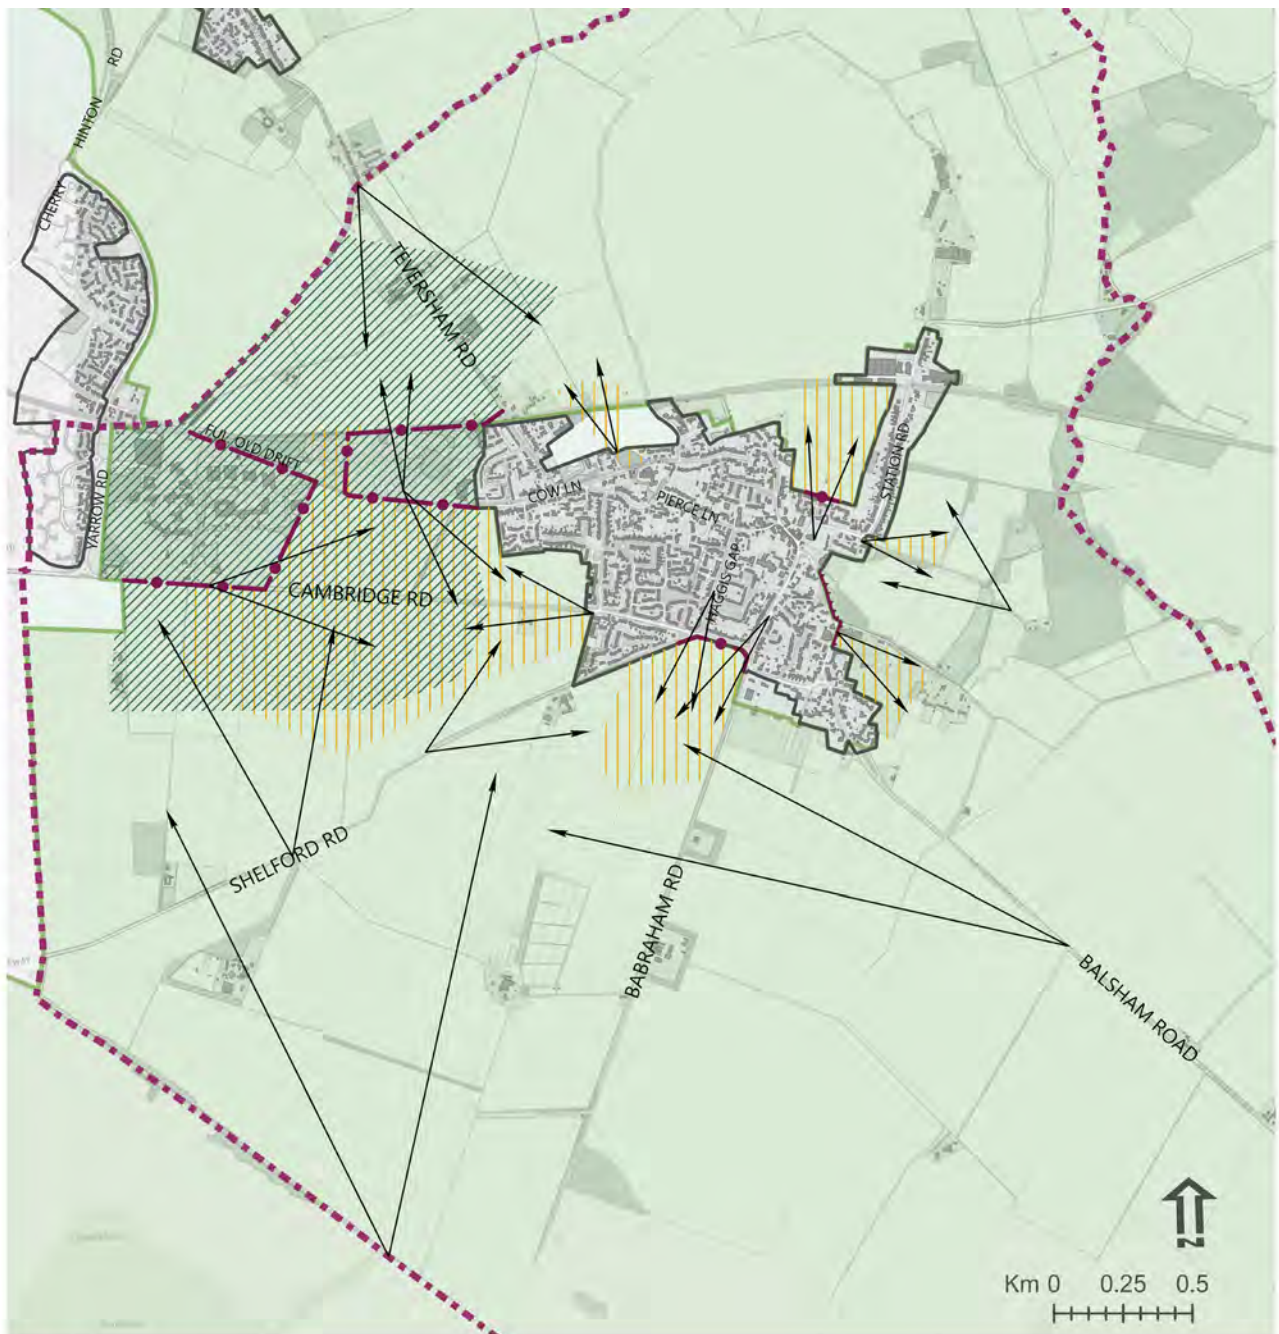 RD
HINTON
CHERRY
TEVERSHAM RD
FUL. OLD DRIFT
YARROW RD
COW LN
PIERCE LN
STATION RD
HAGGIS GAP
CAMBRIDGE RD
SHELFORD RD
BABRAHAM RD
BALSHAM ROAD
N
Km 0 0.25 0.5